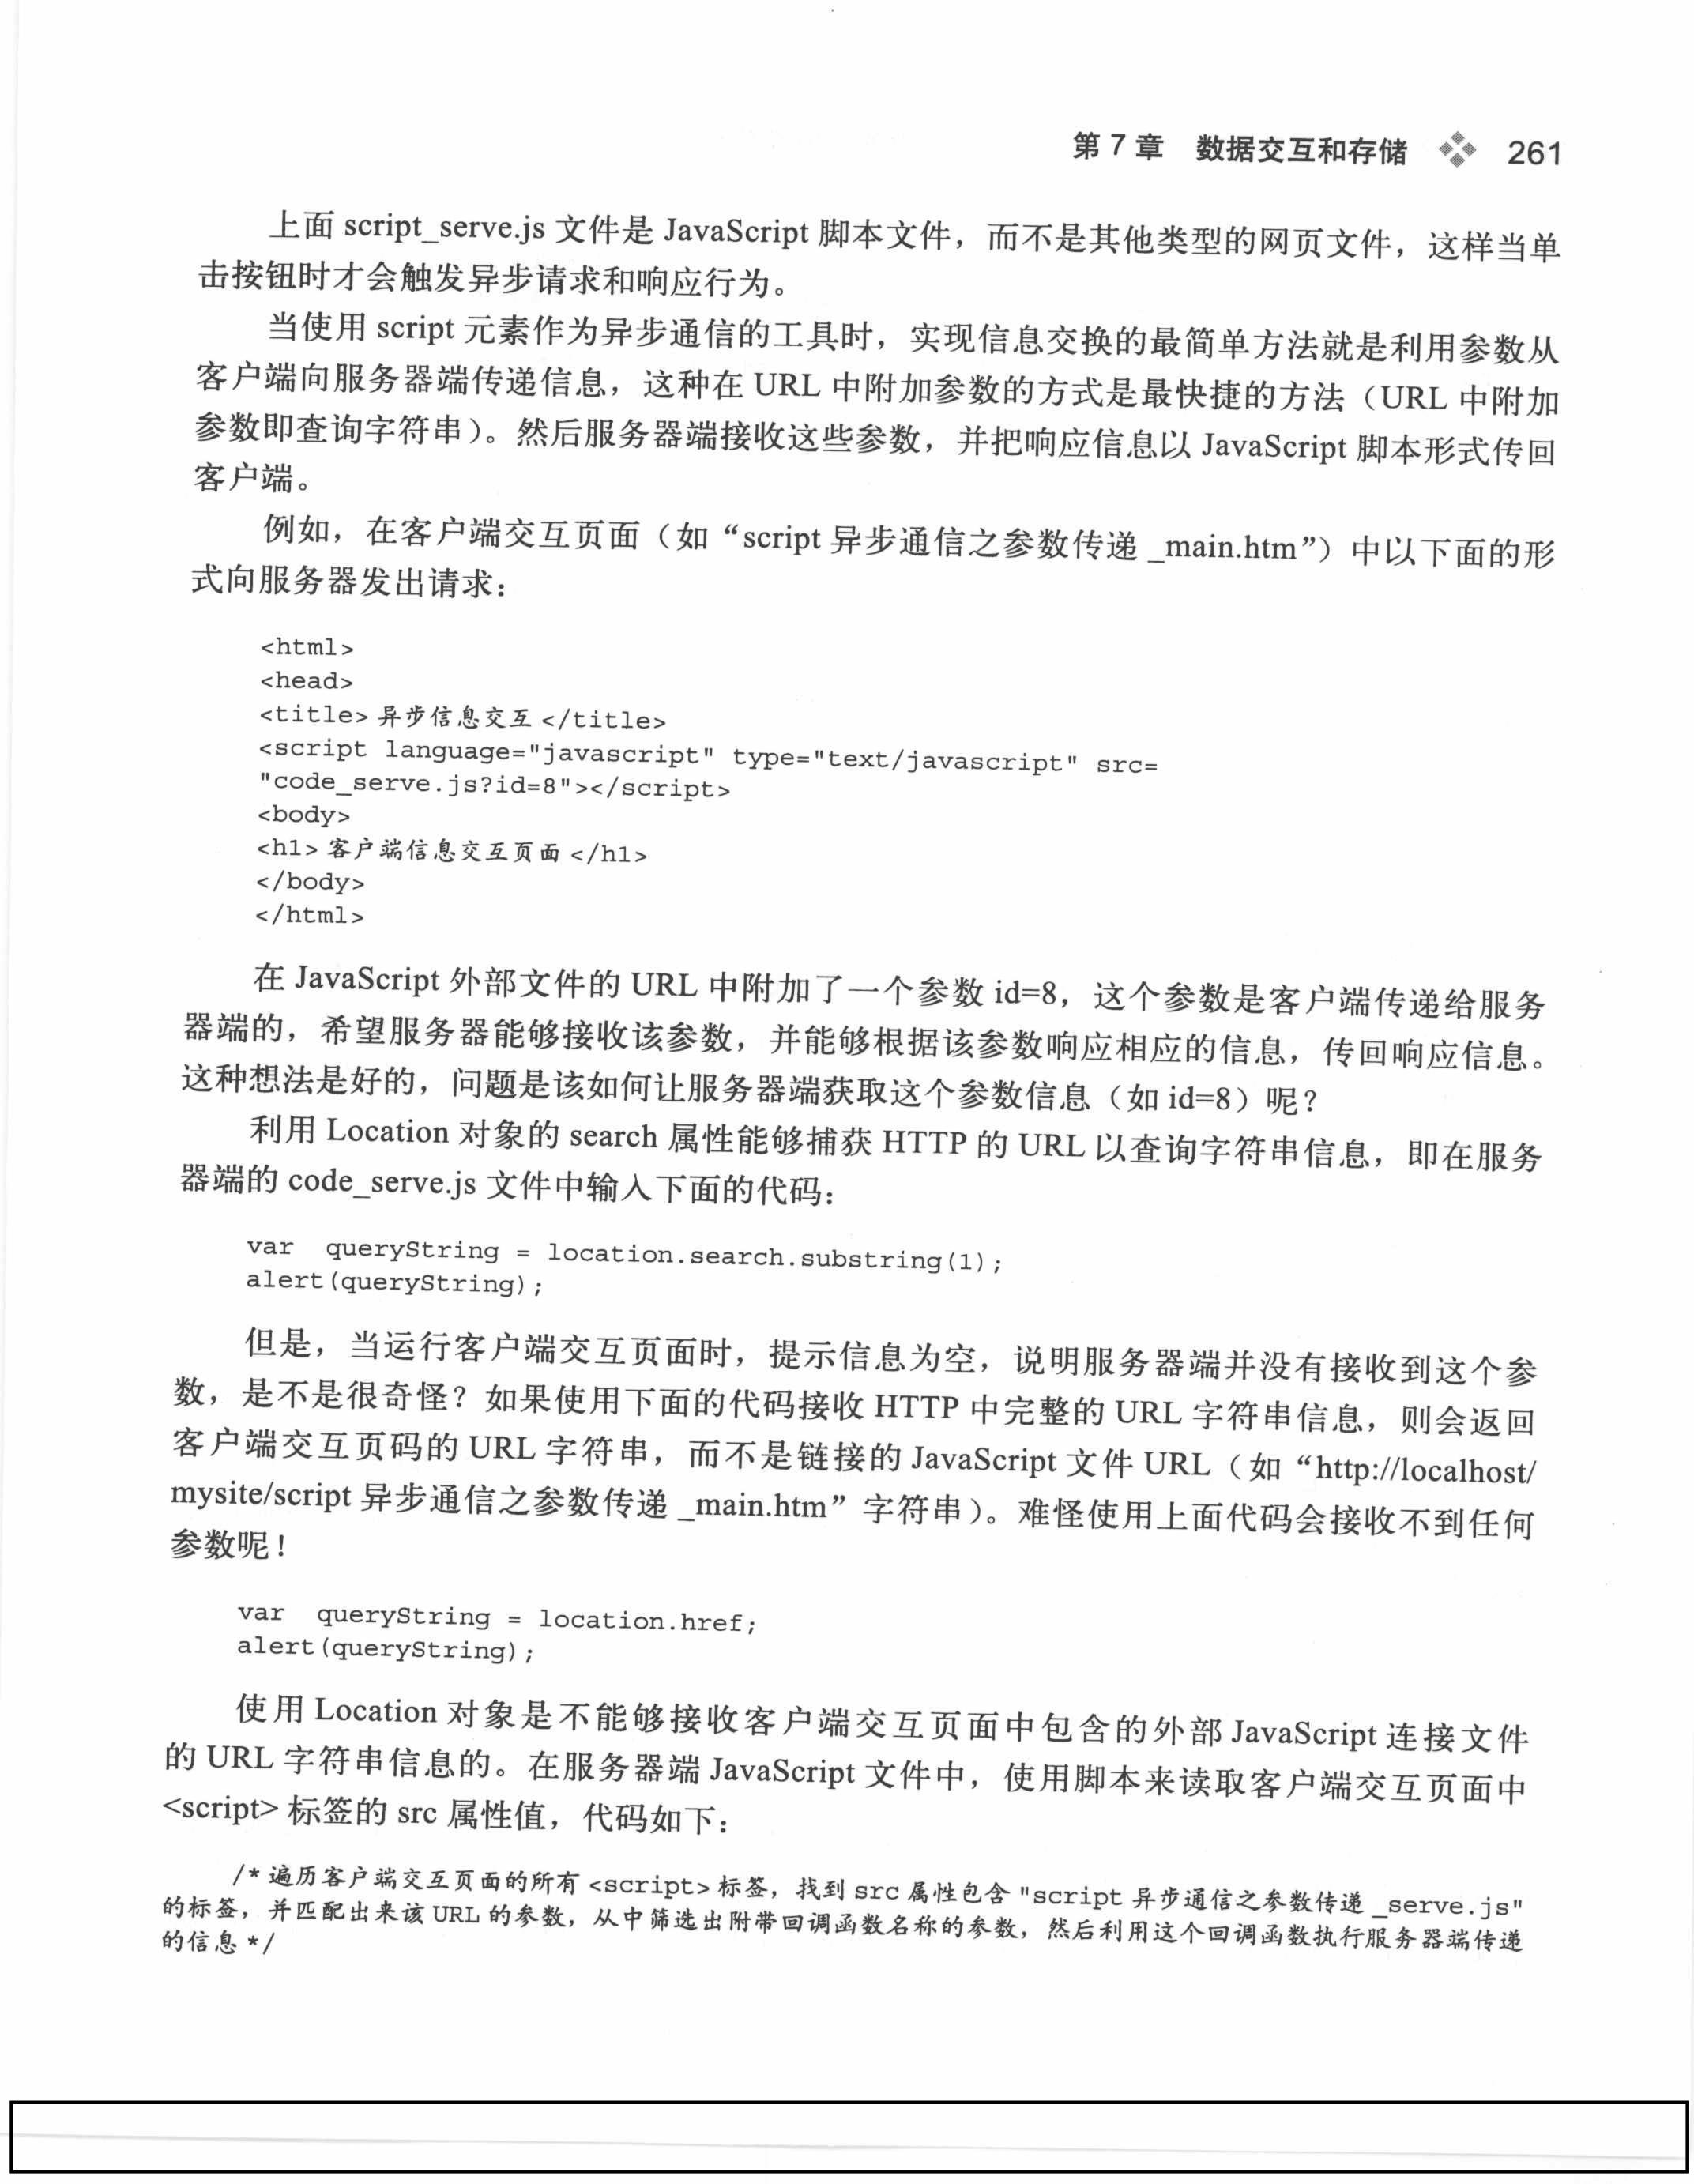 第 7 章 数据交互和存储 261
上面 script_serve.js 文件是 JavaScript 脚本文件，而不是其他类型的网页文件，这样当单
击按钮时才会触发异步请求和响应行为。
当使用 script 元素作为异步通信的工具时，实现信息交换的最简单方法就是利用参数从
客户端向服务器端传递信息，这种在 URL 中附加参数的方式是最快捷的方法（URL 中附加
参数即查询字符串）。然后服务器端接收这些参数，并把响应信息以 JavaScript 脚本形式传回
客户端。
例如，在客户端交互页面（如“script 异步通信之参数传递 _main.htm”）中以下面的形
式向服务器发出请求：
<html>
<head>
<title> 异步信息交互 </title>
<script language="javascript" type="text/javascript" src=
"code_serve.js?id=8"></script>
<body>
<h1> 客户端信息交互页面 </h1>
</body>
</html>
在 JavaScript 外部文件的 URL 中附加了一个参数 id=8，这个参数是客户端传递给服务
器端的，希望服务器能够接收该参数，并能够根据该参数响应相应的信息，传回响应信息。
这种想法是好的，问题是该如何让服务器端获取这个参数信息（如 id=8）呢？
利用 Location 对象的 search 属性能够捕获 HTTP 的 URL 以查询字符串信息，即在服务
器端的 code_serve.js 文件中输入下面的代码：
var queryString = location.search.substring(1);
alert(queryString);
但是，当运行客户端交互页面时，提示信息为空，说明服务器端并没有接收到这个参
数，是不是很奇怪？如果使用下面的代码接收 HTTP 中完整的 URL 字符串信息，则会返回
客户端交互页码的 URL 字符串，而不是链接的 JavaScript 文件 URL（如“http://localhost/
mysite/script 异步通信之参数传递 _main.htm”字符串）。难怪使用上面代码会接收不到任何
参数呢！
var queryString = location.href;
alert(queryString);
使用 Location 对象是不能够接收客户端交互页面中包含的外部 JavaScript 连接文件
的 URL 字符串信息的。在服务器端 JavaScript 文件中，使用脚本来读取客户端交互页面中
<script> 标签的 src 属性值，代码如下：
/* 遍历客户端交互页面的所有 <script> 标签，找到 src 属性包含 "script 异步通信之参数传递 _serve.js"
的标签，并匹配出来该 URL 的参数，从中筛选出附带回调函数名称的参数，然后利用这个回调函数执行服务器端传递
的信息 */